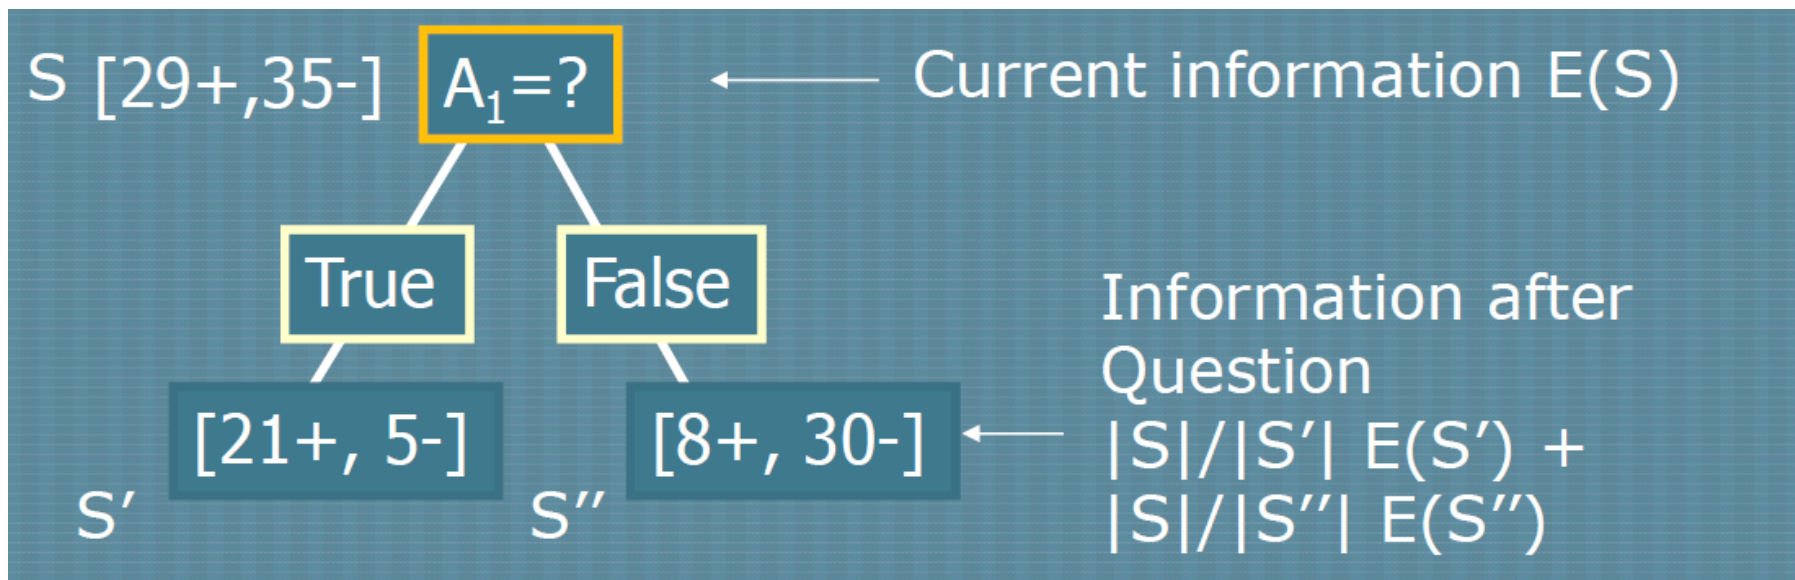 S [29+,35-] A₁=? Current information E(S)
True False
Information after
Question
[21+, 5-] [8+, 30-] |S|/|S′| E(S′) +
S′ S′′ |S|/|S′′| E(S′′)